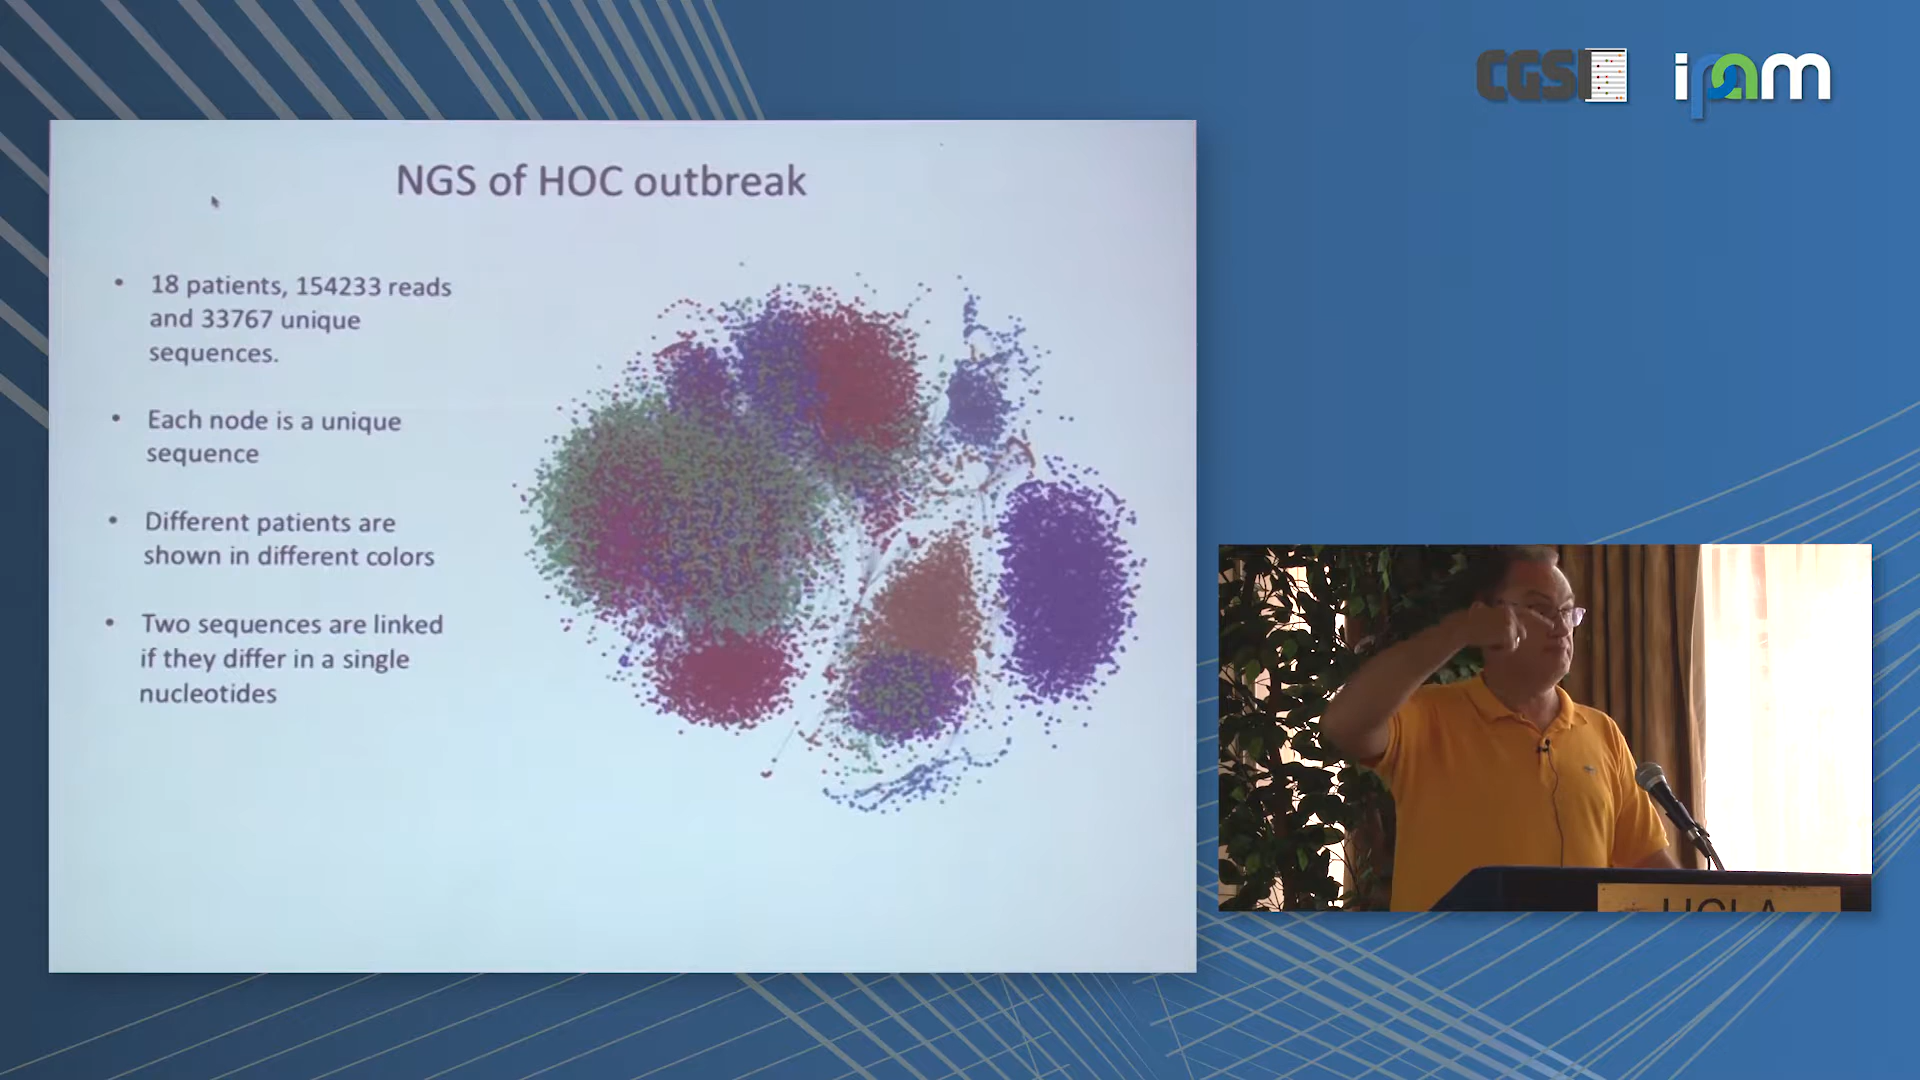 CGSI
ipam
NGS of HOC outbreak
• 18 patients, 154233 reads
and 33767 unique
sequences.
• Each node is a unique
sequence
• Different patients are
shown in different colors
• Two sequences are linked
if they differ in a single
nucleotides
UCLA